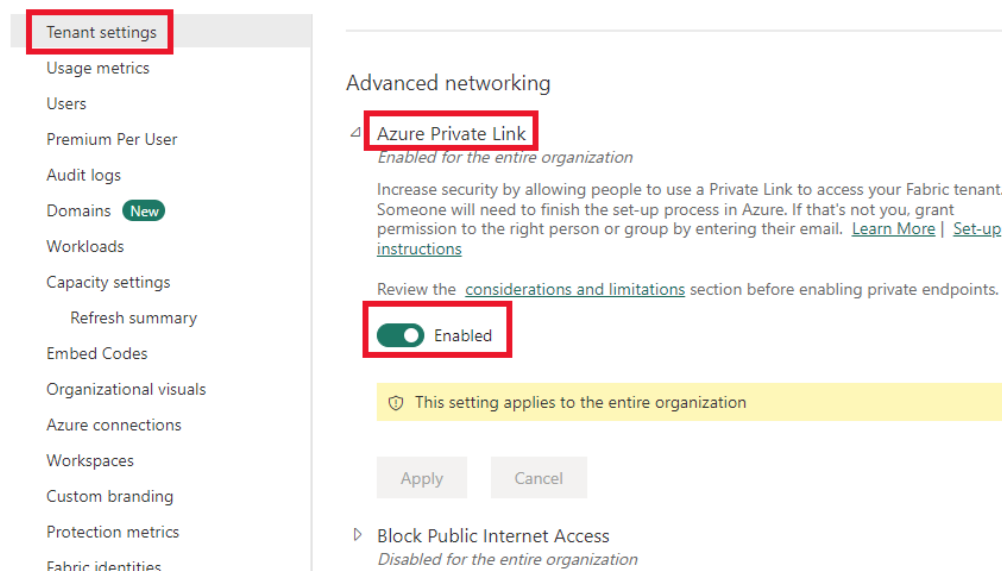 Tenant settings
Usage metrics
Users
Premium Per User
Audit logs
Domains New
Workloads
Capacity settings
Refresh summary
Embed Codes
Organizational visuals
Azure connections
Workspaces
Custom branding
Protection metrics
Fabric identities
Advanced networking
Azure Private Link
Enabled for the entire organization
Increase security by allowing people to use a Private Link to access your Fabric tenant.
Someone will need to finish the set-up process in Azure. If that's not you, grant
permission to the right person or group by entering their email. Learn More | Set-up
instructions
Review the considerations and limitations section before enabling private endpoints.
Enabled
This setting applies to the entire organization
Apply Cancel
Block Public Internet Access
Disabled for the entire organization